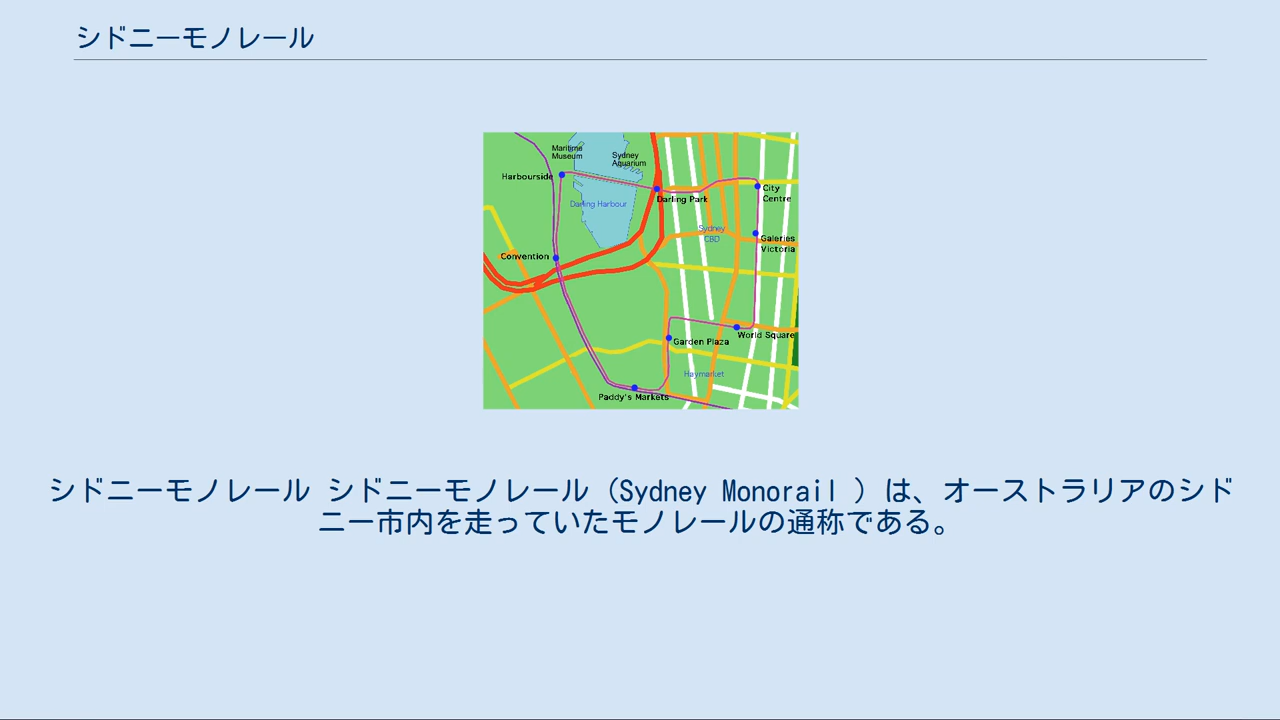 シドニーモノレール
Maritime
Museum
Sydney
Aquarium
Harbourside
Darling Park
City
Centre
Darling Harbour
Sydney
CBD
Galeries
Victoria
Convention
World Square
Garden Plaza
Haymarket
Paddy's Markets
シドニーモノレール シドニーモノレール（Sydney Monorail ）は、オーストラリアのシド
ニー市内を走っていたモノレールの通称である。